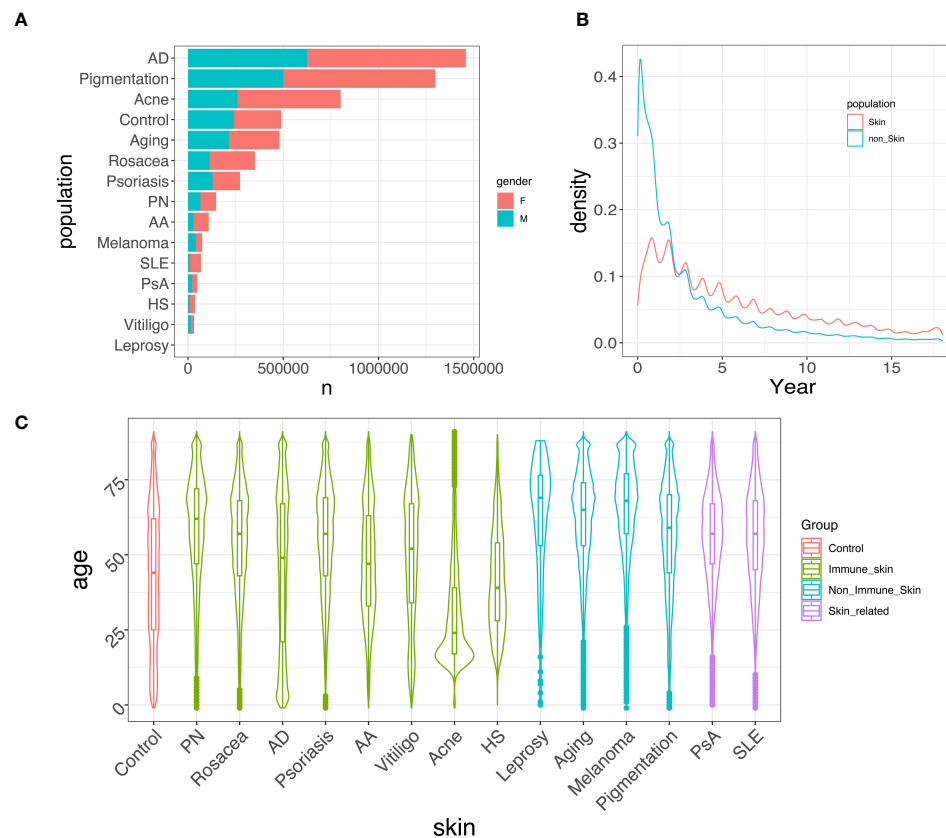 A
AD
Pigmentation
Acne
Control
Aging
Rosacea
Psoriasis
PN
AA
Melanoma
SLE
PsA
HS
Vitiligo
Leprosy
population
0
500000
1000000
1500000
n
gender
F
M
B
0.4
0.3
0.2
0.1
0.0
density
0
5
10
15
Year
population
Skin
non_Skin
C
75
50
25
0
age
Control
PN
Rosacea
AD
Psoriasis
AA
Vitiligo
Acne
HS
Leprosy
Aging
Melanoma
Pigmentation
PsA
SLE
skin
Group
Control
Immune_skin
Non_Immune_Skin
Skin_related